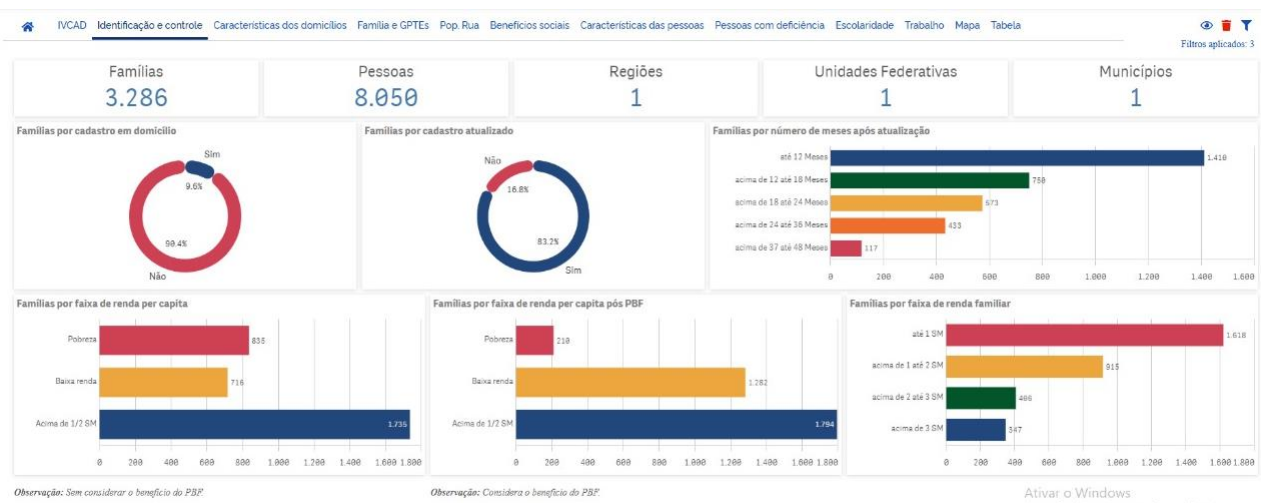 IVCAD Identificação e controle Características dos domicílios Família e GPTEs Pop. Rua Benefícios sociais Características das pessoas Pessoas com deficiência Escolaridade Trabalho Mapa Tabela
Filtros aplicados: 3
Famílias Pessoas Regiões Unidades Federativas Municípios
3.286 8.050 1 1 1
Famílias por cadastro em domicílio
Sim
9.6%
90.4%
Não
Famílias por cadastro atualizado
Não
16.8%
83.2%
Sim
Famílias por número de meses após atualização
até 12 Meses 1.410
acima de 12 até 18 Meses 750
acima de 18 até 24 Meses 573
acima de 24 até 36 Meses 433
acima de 37 até 48 Meses 117
0 200 400 600 800 1.000 1.200 1.400 1.600
Famílias por faixa de renda per capita
Pobreza 835
Baixa renda 716
Acima de 1/2 SM 1.735
0 200 400 600 800 1.000 1.200 1.400 1.600 1.800
Observação: Sem considerar o benefício do PBF.
Famílias por faixa de renda per capita pós PBF
Pobreza 210
Baixa renda 1.282
Acima de 1/2 SM 1.794
0 200 400 600 800 1.000 1.200 1.400 1.600 1.800
Observação: Considera o benefício do PBF.
Famílias por faixa de renda familiar
até 1 SM 1.618
acima de 1 até 2 SM 915
acima de 2 até 3 SM 406
acima de 3 SM 347
0 200 400 600 800 1.000 1.200 1.400 1.600 1.800
Ativar o Windows